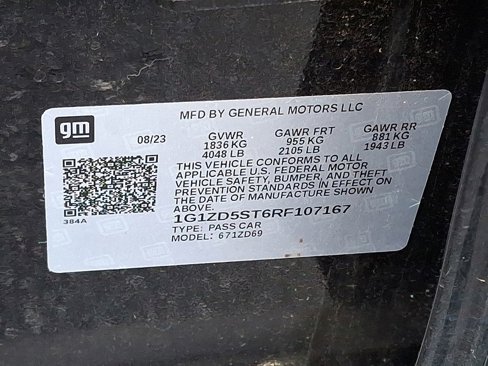 MFD BY GENERAL MOTORS LLC
gm
08/23
GVWR GAWR FRT GAWR RR
1836 KG 955 KG 881 KG
4048 LB 2105 LB 1943 LB
THIS VEHICLE CONFORMS TO ALL
APPLICABLE U.S. FEDERAL MOTOR
VEHICLE SAFETY, BUMPER, AND THEFT
PREVENTION STANDARDS IN EFFECT ON
THE DATE OF MANUFACTURE SHOWN
ABOVE.
384A
1G1ZD5ST6RF107167
TYPE: PASS CAR
MODEL: 671ZD69